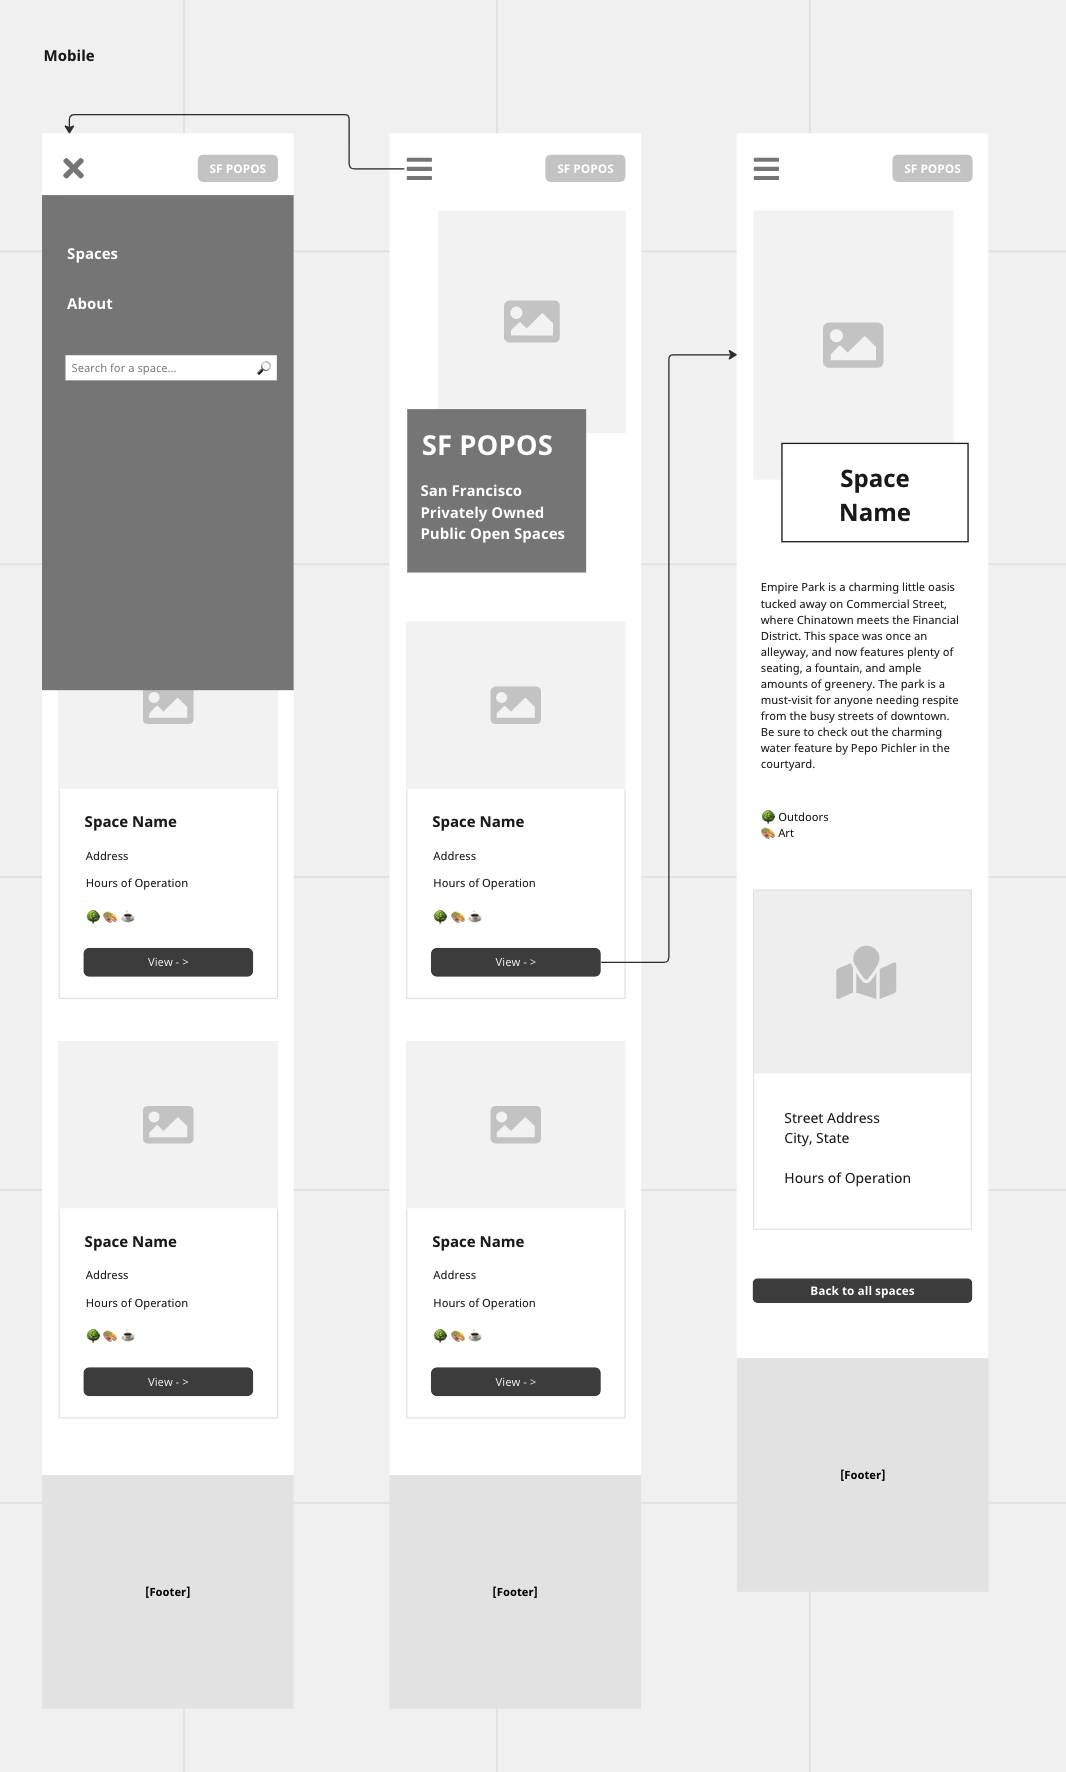 Mobile
SF POPOS
Spaces
About
Search for a space...
Space Name
Address
Hours of Operation
View - >
Space Name
Address
Hours of Operation
View - >
[Footer]
SF POPOS
SF POPOS
San Francisco
Privately Owned
Public Open Spaces
Space Name
Address
Hours of Operation
View - >
Space Name
Address
Hours of Operation
View - >
[Footer]
SF POPOS
Space
Name
Empire Park is a charming little oasis
tucked away on Commercial Street,
where Chinatown meets the Financial
District. This space was once an
alleyway, and now features plenty of
seating, a fountain, and ample
amounts of greenery. The park is a
must-visit for anyone needing respite
from the busy streets of downtown.
Be sure to check out the charming
water feature by Pepo Pichler in the
courtyard.
Outdoors
Art
Street Address
City, State
Hours of Operation
Back to all spaces
[Footer]